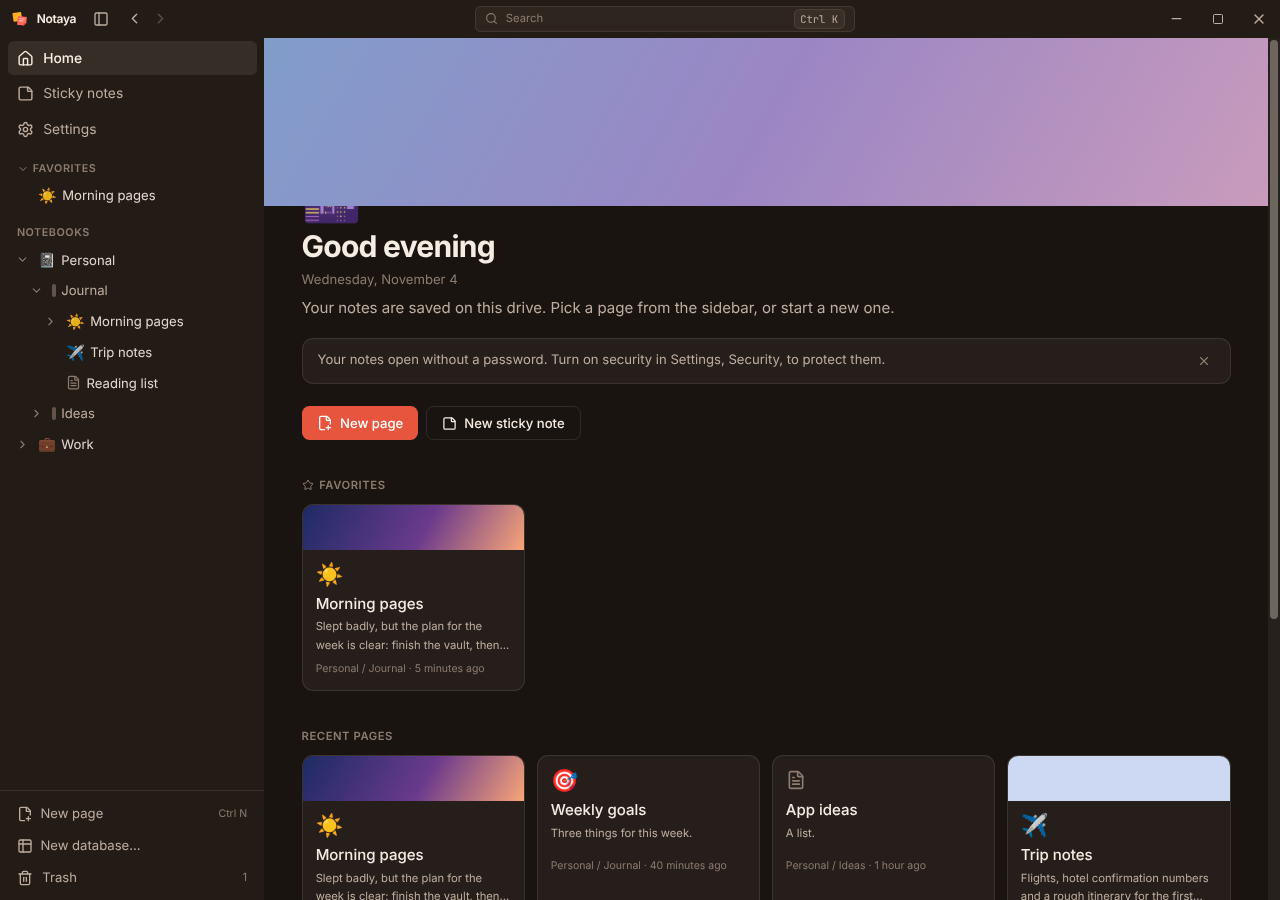 Notaya
Search
Ctrl K
Home
Sticky notes
Settings
FAVORITES
Morning pages
NOTEBOOKS
Personal
Journal
Morning pages
Trip notes
Reading list
Ideas
Work
New page
Ctrl N
New database...
Trash
1
Good evening
Wednesday, November 4
Your notes are saved on this drive. Pick a page from the sidebar, or start a new one.
Your notes open without a password. Turn on security in Settings, Security, to protect them.
New page
New sticky note
FAVORITES
Morning pages
Slept badly, but the plan for the
week is clear: finish the vault, then...
Personal / Journal · 5 minutes ago
RECENT PAGES
Morning pages
Slept badly, but the plan for the
week is clear: finish the vault, then...
Weekly goals
Three things for this week.
Personal / Journal · 40 minutes ago
App ideas
A list.
Personal / Ideas · 1 hour ago
Trip notes
Flights, hotel confirmation numbers
and a rough itinerary for the first...